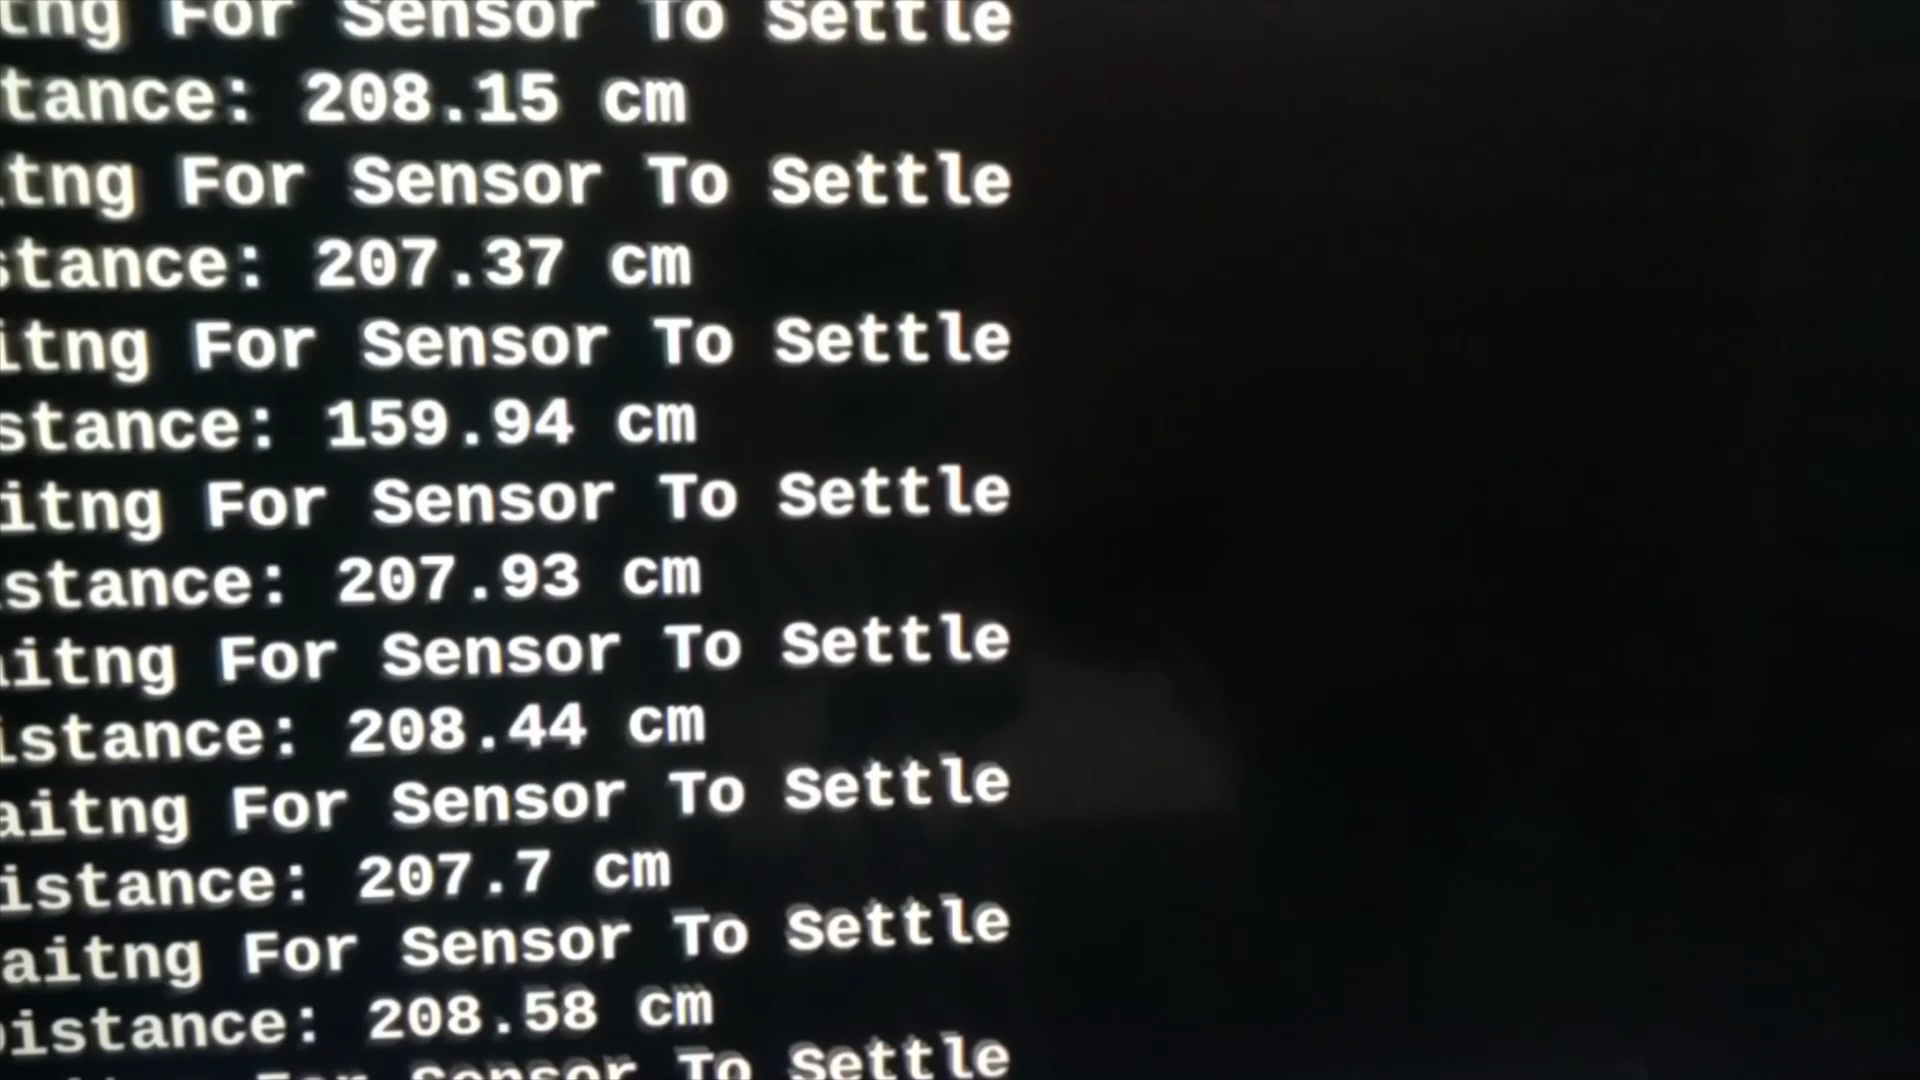 tng For Sensor To Settle
tance: 208.15 cm
itng For Sensor To Settle
stance: 207.37 cm
itng For Sensor To Settle
stance: 159.94 cm
itng For Sensor To Settle
istance: 207.93 cm
aitng For Sensor To Settle
istance: 208.44 cm
aitng For Sensor To Settle
istance: 207.7 cm
aitng For Sensor To Settle
Distance: 208.58 cm
For Sensor To Settle